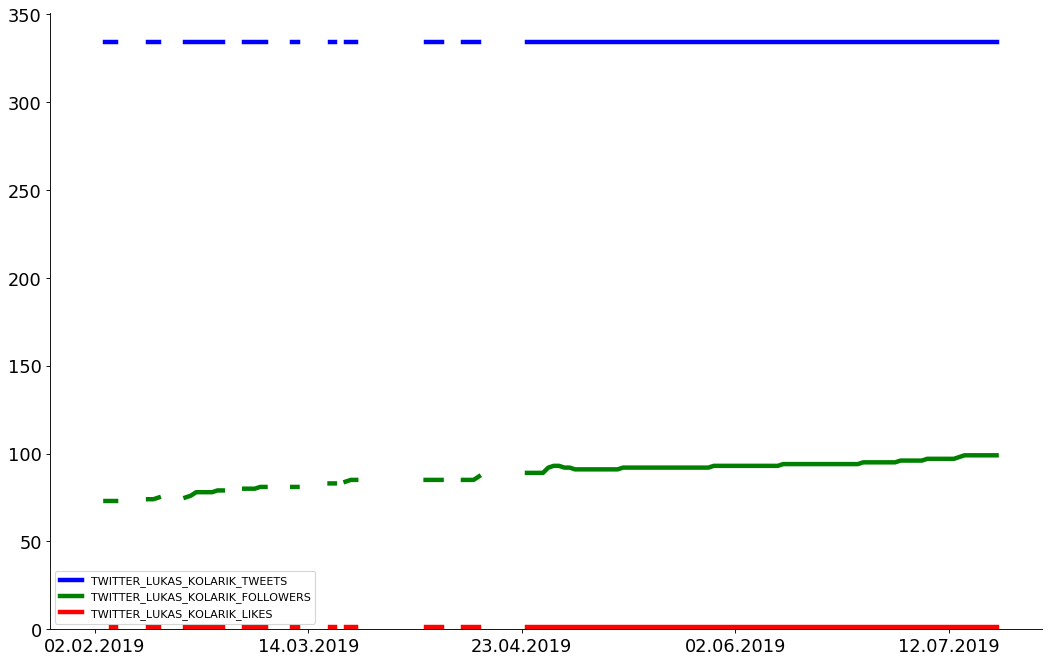 350
300
250
200
150
100
50
0
TWITTER_LUKAS_KOLARIK_TWEETS
TWITTER_LUKAS_KOLARIK_FOLLOWERS
TWITTER_LUKAS_KOLARIK_LIKES
02.02.2019 14.03.2019 23.04.2019 02.06.2019 12.07.2019